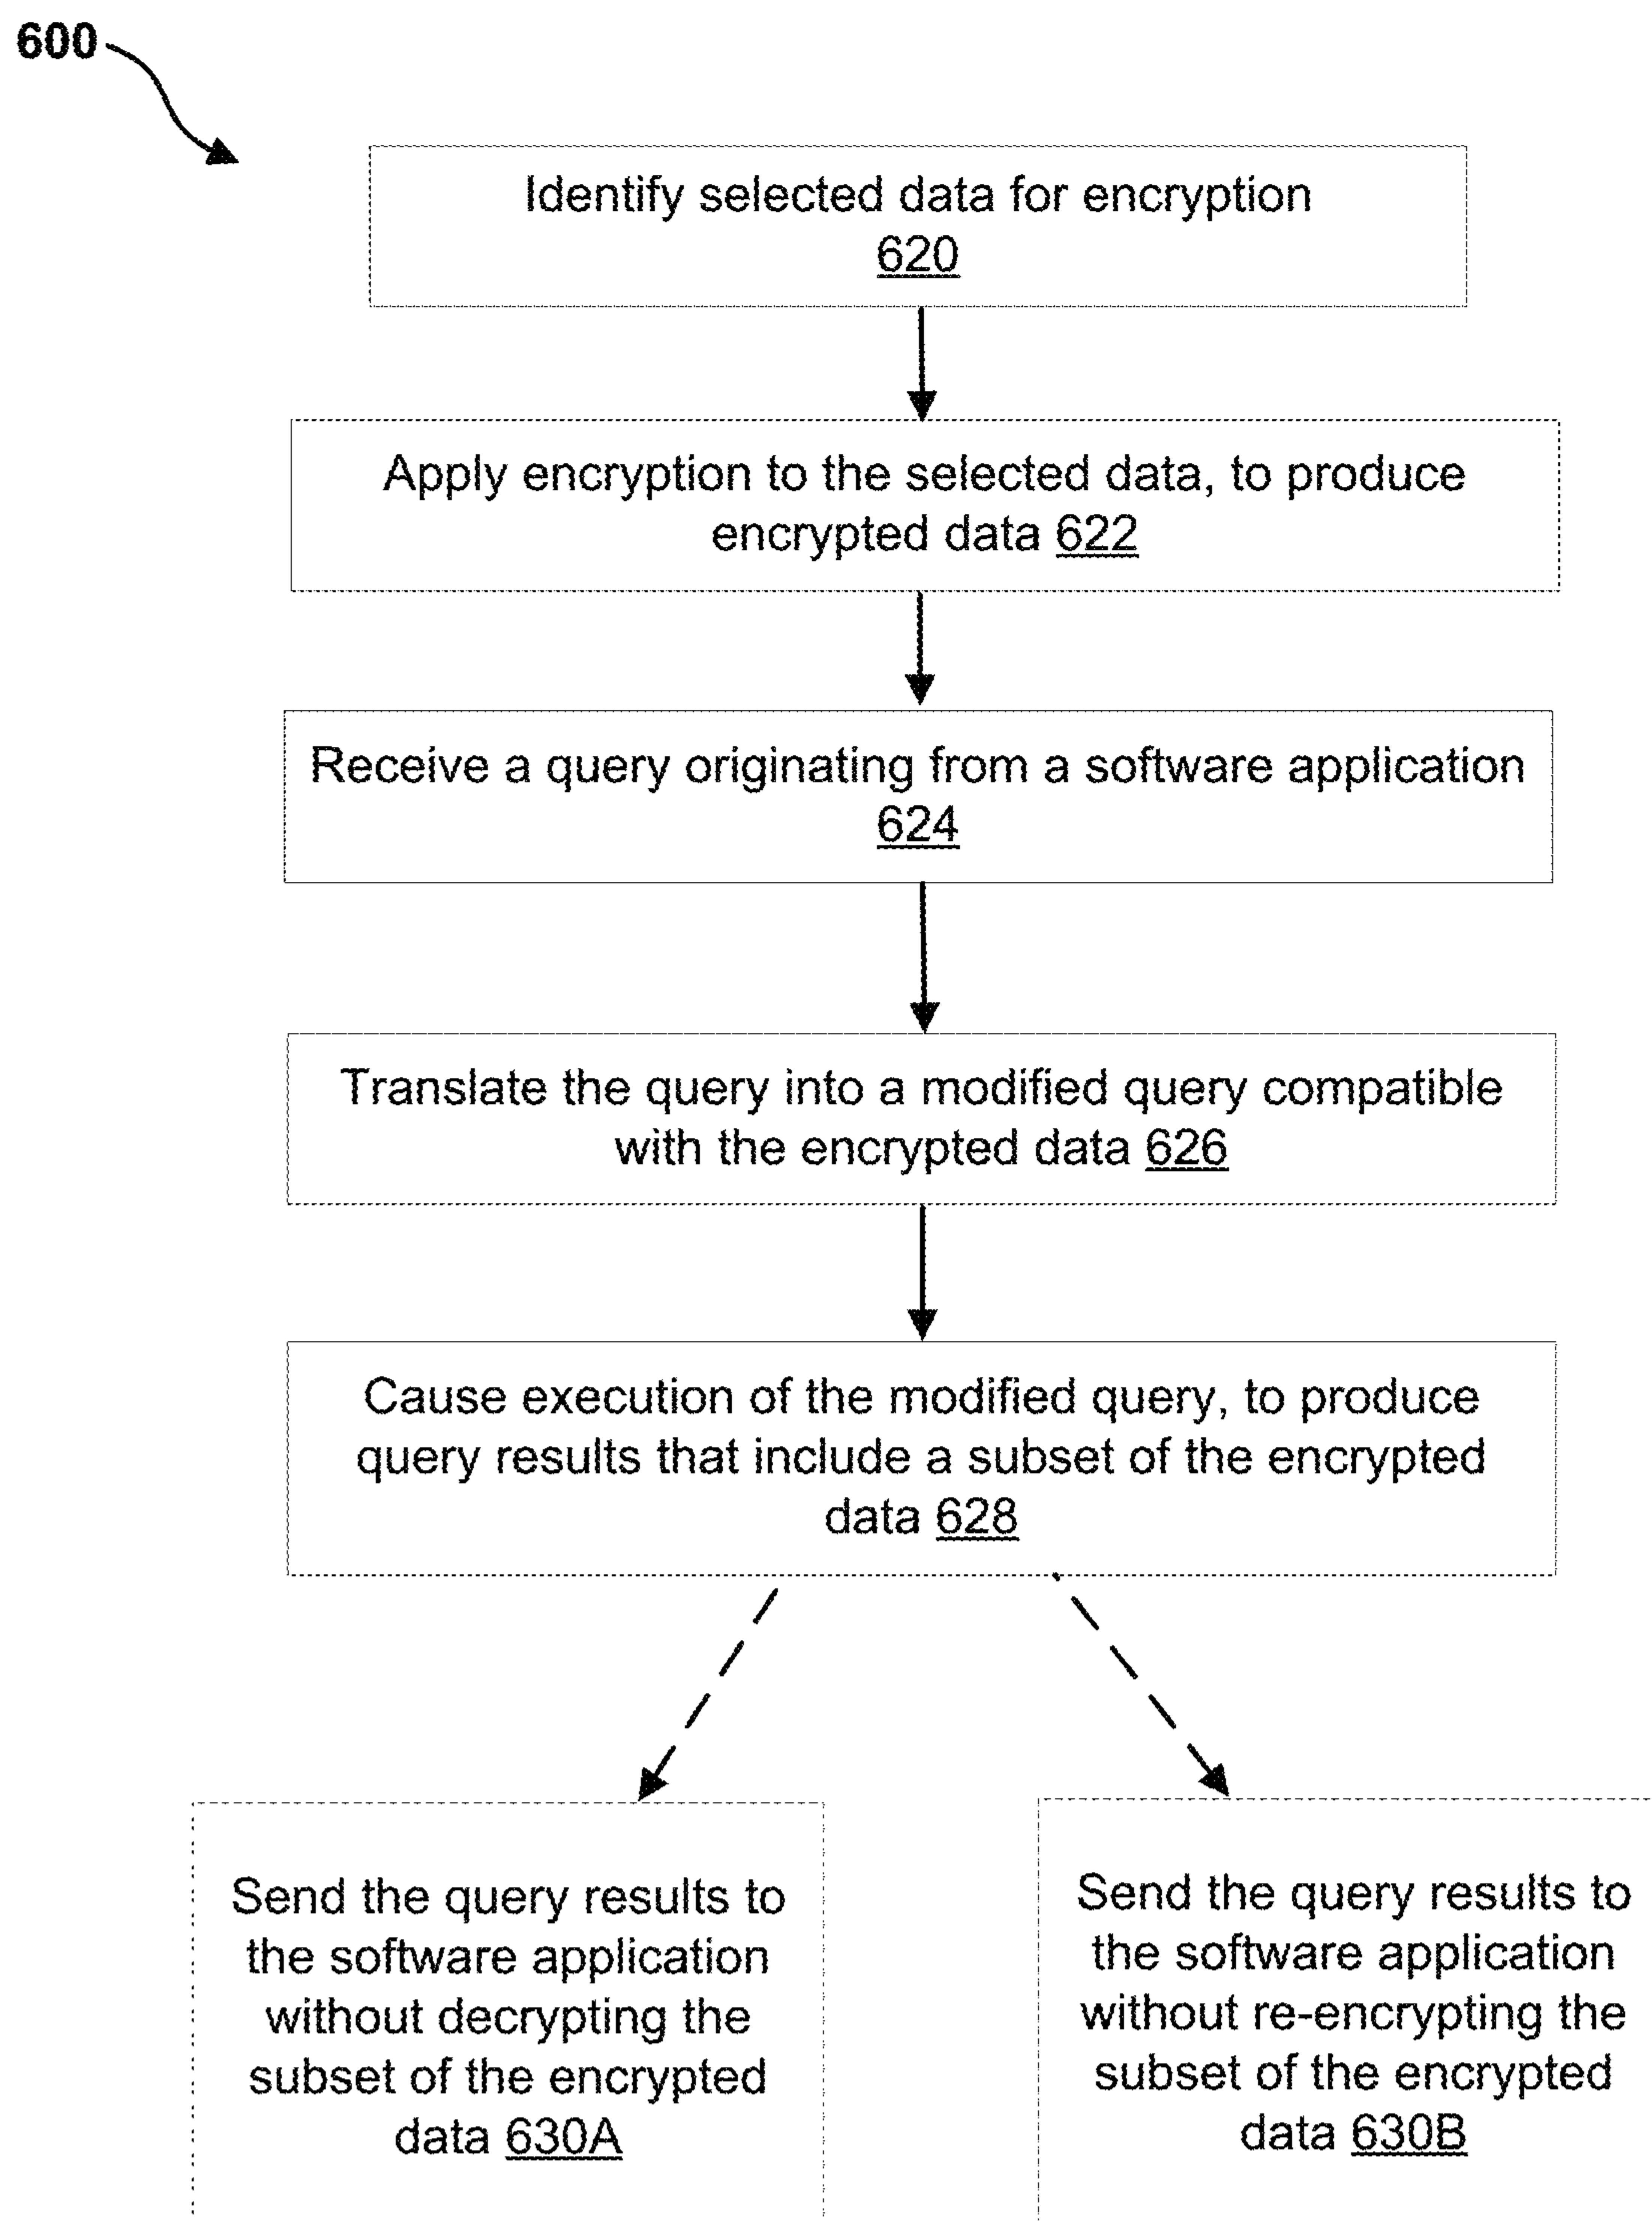 600
Identify selected data for encryption
620
Apply encryption to the selected data, to produce
encrypted data 622
Receive a query originating from a software application
624
Translate the query into a modified query compatible
with the encrypted data 626
Cause execution of the modified query, to produce
query results that include a subset of the encrypted
data 628
Send the query results to
the software application
without decrypting the
subset of the encrypted
data 630A
Send the query results to
the software application
without re-encrypting the
subset of the encrypted
data 630B